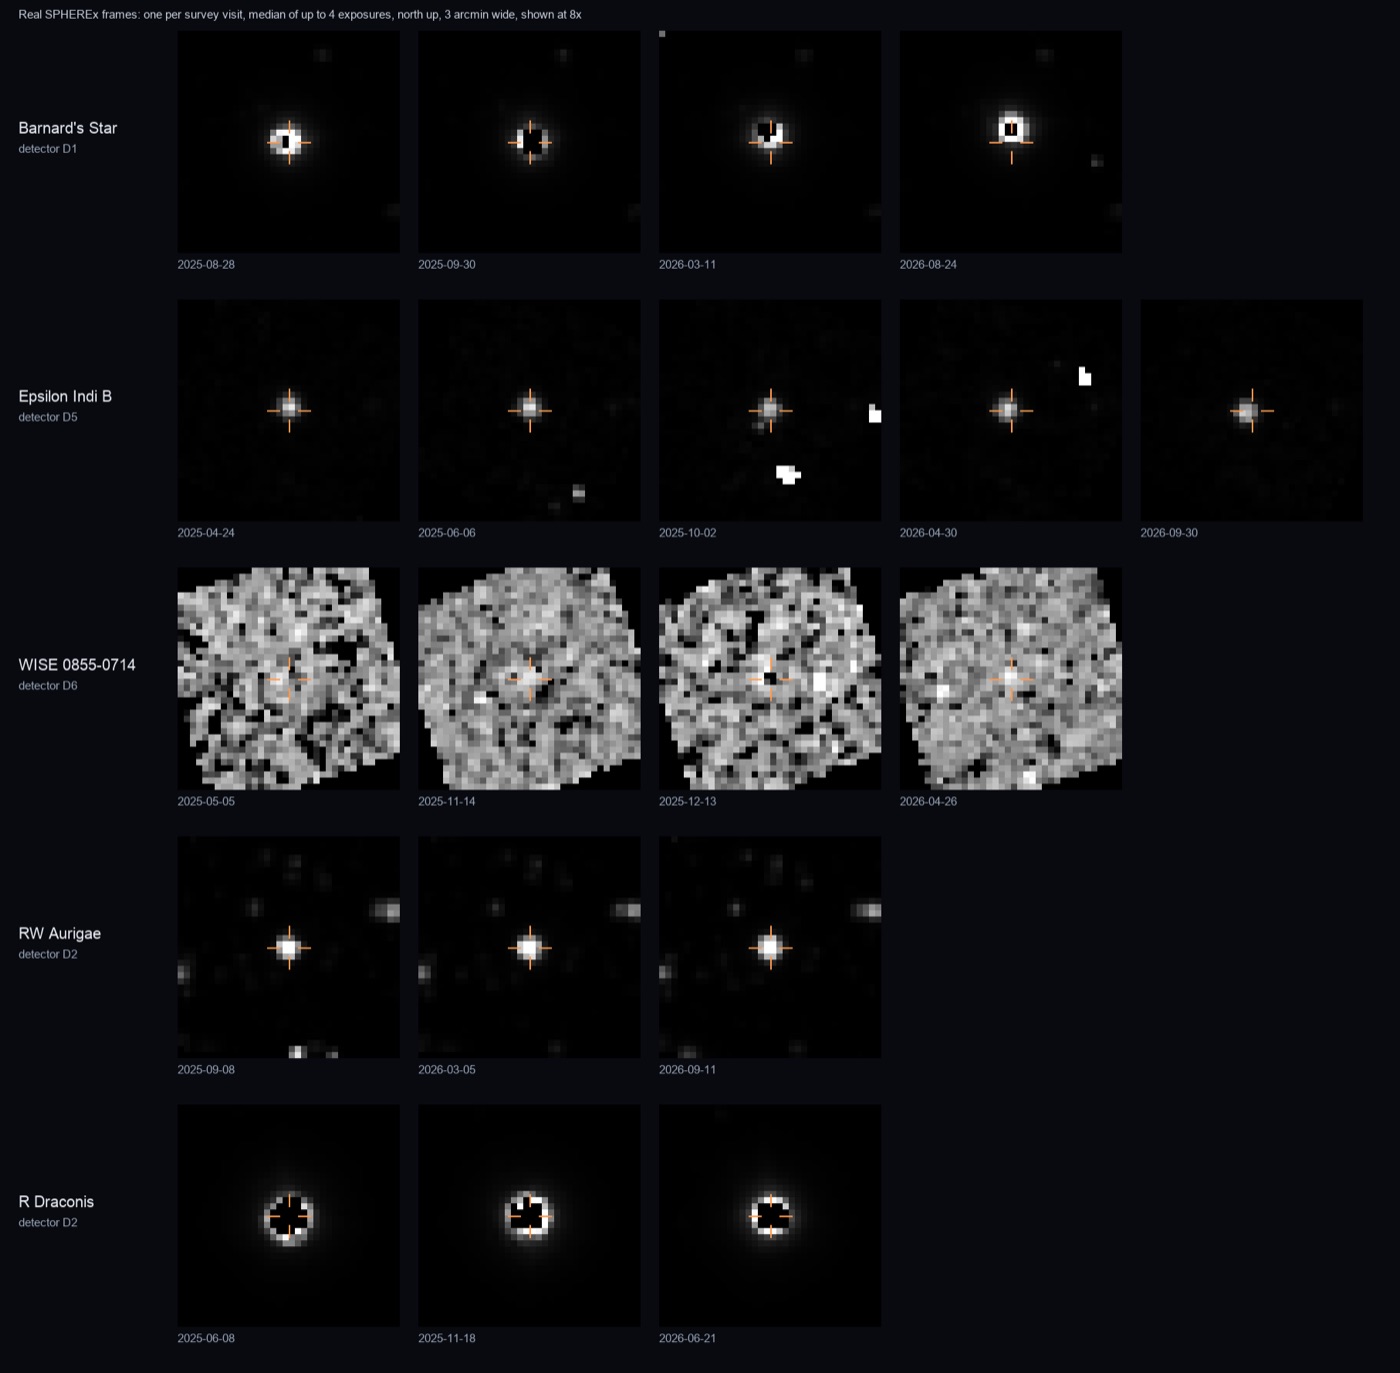 Real SPHEREx frames: one per survey visit, median of up to 4 exposures, north up, 3 arcmin wide, shown at 8x
Barnard's Star
detector D1
2025-08-28
2025-09-30
2026-03-11
2026-08-24
Epsilon Indi B
detector D5
2025-04-24
2025-06-06
2025-10-02
2026-04-30
2026-09-30
WISE 0855-0714
detector D6
2025-05-05
2025-11-14
2025-12-13
2026-04-26
RW Aurigae
detector D2
2025-09-08
2026-03-05
2026-09-11
R Draconis
detector D2
2025-06-08
2025-11-18
2026-06-21